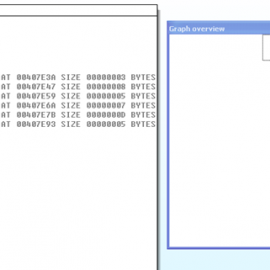 AT 00407E3A SIZE 00000003 BYTES
AT 00407E47 SIZE 00000008 BYTES
AT 00407E59 SIZE 00000005 BYTES
AT 00407E6A SIZE 00000007 BYTES
AT 00407E7B SIZE 0000000D BYTES
AT 00407E93 SIZE 00000005 BYTES
Graph overview